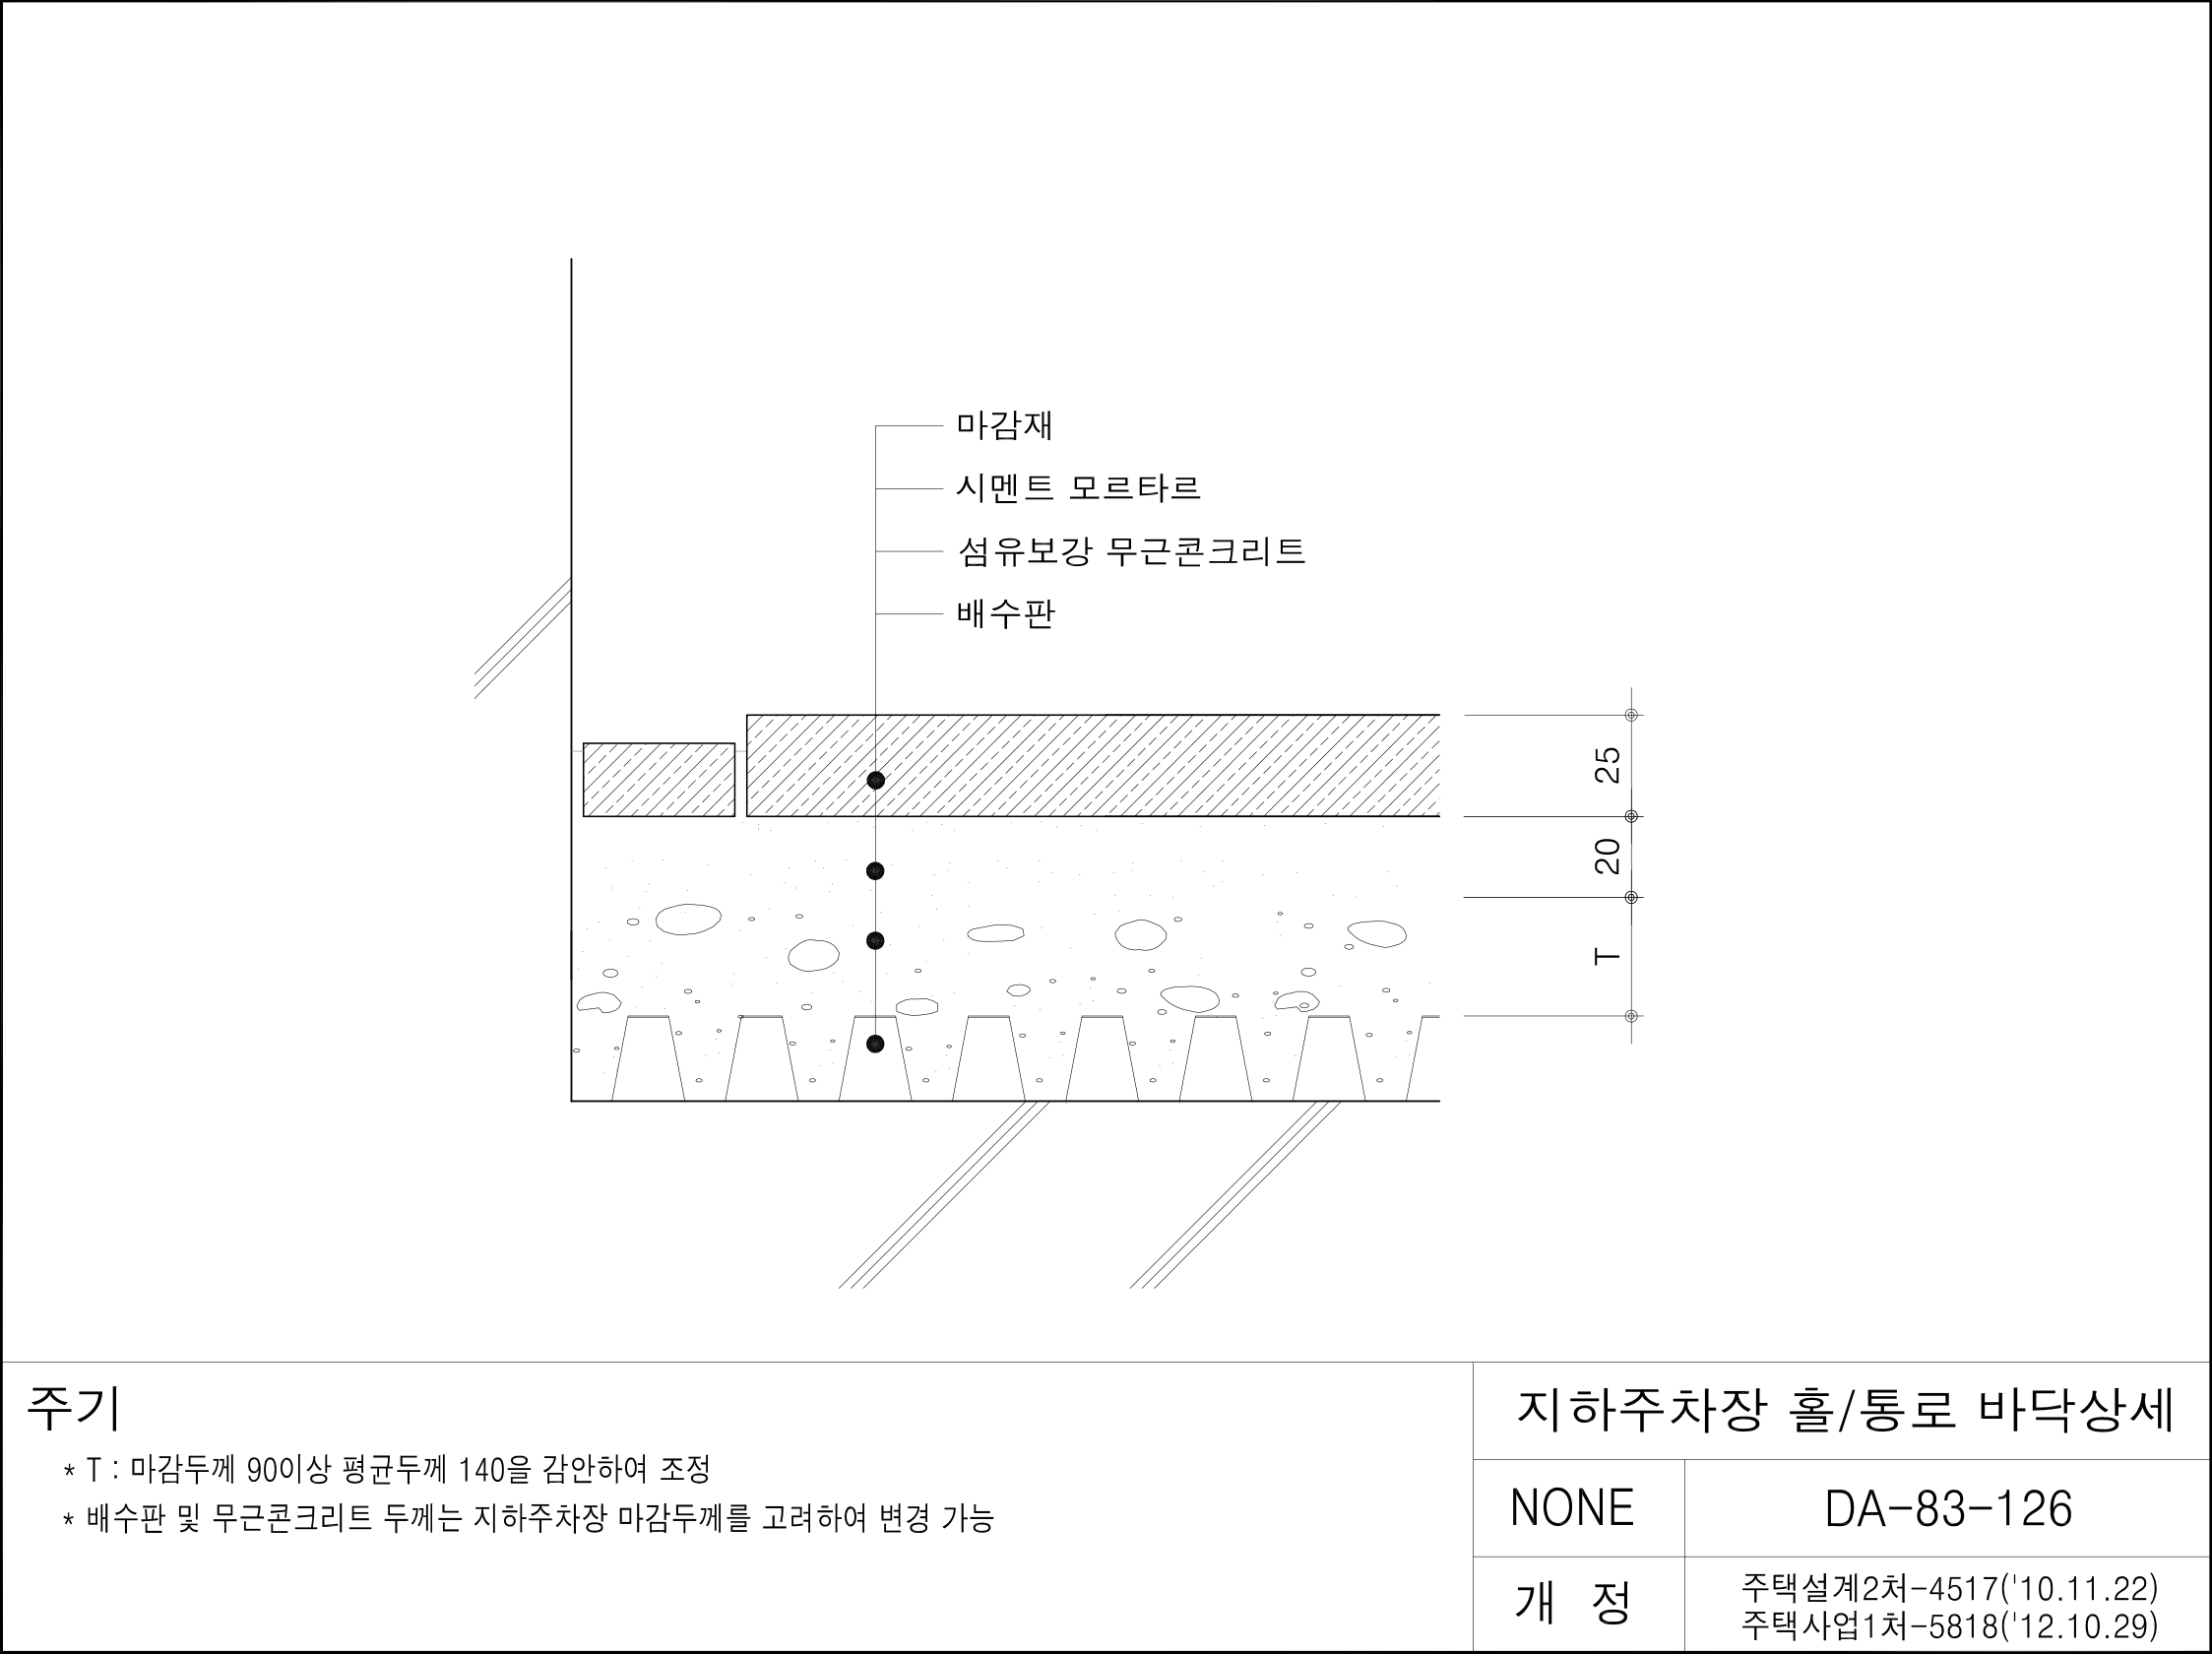 마감재
시멘트 모르타르
섬유보강 무근콘크리트
배수판
25
20
T
주기
* T : 마감두께 90이상 평균두께 140을 감안하여 조정
* 배수판 및 무근콘크리트 두께는 지하주차장 마감두께를 고려하여 변경 가능
지하주차장 홀/통로 바닥상세
NONE
DA-83-126
개 정
주택설계2처-4517('10.11.22)
주택사업1처-5818('12.10.29)